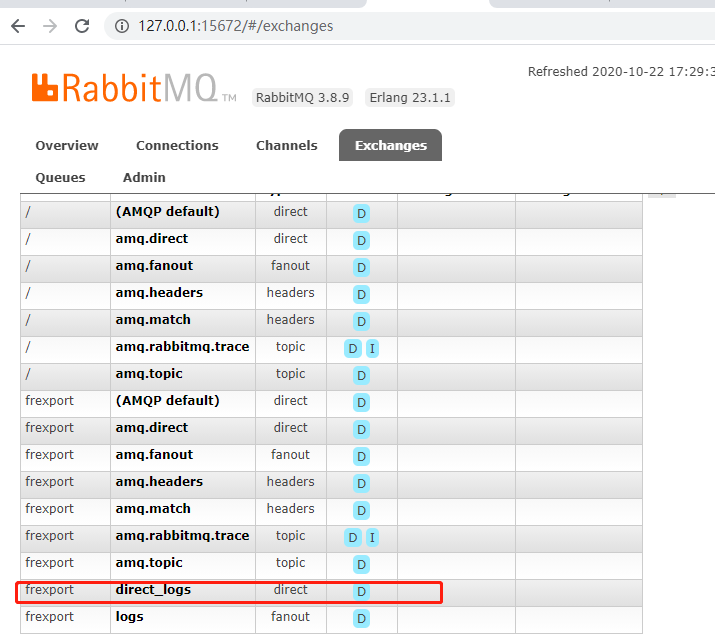 127.0.0.1:15672/#/exchanges
Refreshed 2020-10-22 17:29:3
RabbitMQ TM RabbitMQ 3.8.9 Erlang 23.1.1
Overview Connections Channels Exchanges
Queues Admin
/ (AMQP default) direct D
/ amq.direct direct D
/ amq.fanout fanout D
/ amq.headers headers D
/ amq.match headers D
/ amq.rabbitmq.trace topic D I
/ amq.topic topic D
frexport (AMQP default) direct D
frexport amq.direct direct D
frexport amq.fanout fanout D
frexport amq.headers headers D
frexport amq.match headers D
frexport amq.rabbitmq.trace topic D I
frexport amq.topic topic D
frexport direct_logs direct D
frexport logs fanout D